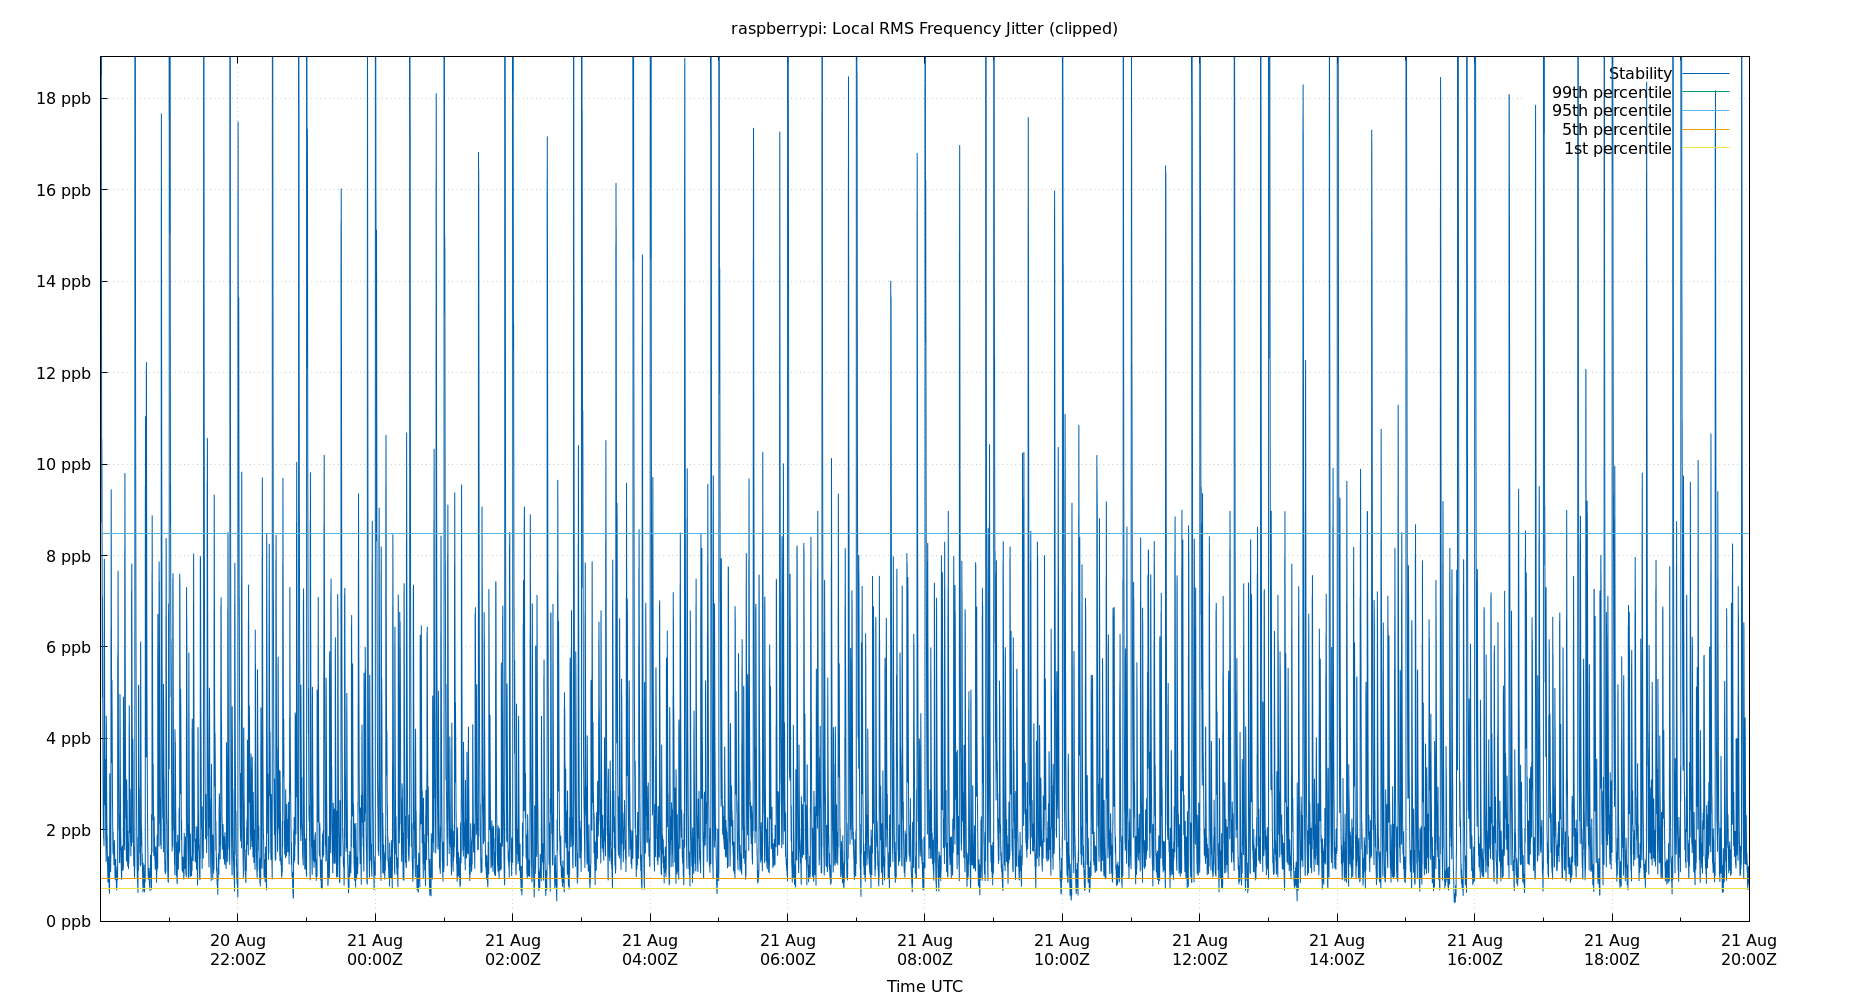 raspberrypi: Local RMS Frequency Jitter (clipped)
Stability
99th percentile
95th percentile
5th percentile
1st percentile
18 ppb
16 ppb
14 ppb
12 ppb
10 ppb
8 ppb
6 ppb
4 ppb
2 ppb
0 ppb
20 Aug 21 Aug 21 Aug 21 Aug 21 Aug 21 Aug 21 Aug 21 Aug 21 Aug 21 Aug 21 Aug 21 Aug
22:00Z 00:00Z 02:00Z 04:00Z 06:00Z 08:00Z 10:00Z 12:00Z 14:00Z 16:00Z 18:00Z 20:00Z
Time UTC